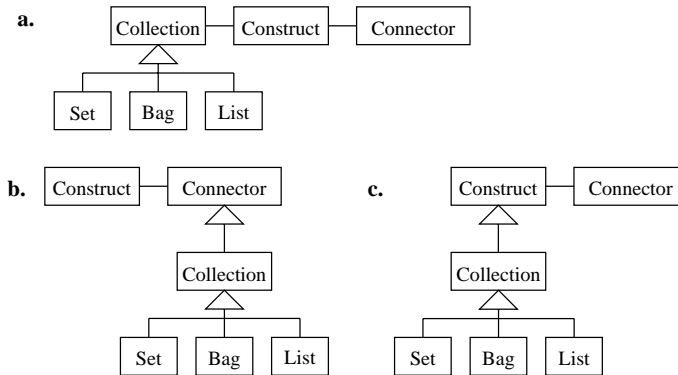 a.
Collection Construct Connector
Set Bag List
b. Construct Connector
c. Construct Connector
Collection
Collection
Set Bag List
Set Bag List